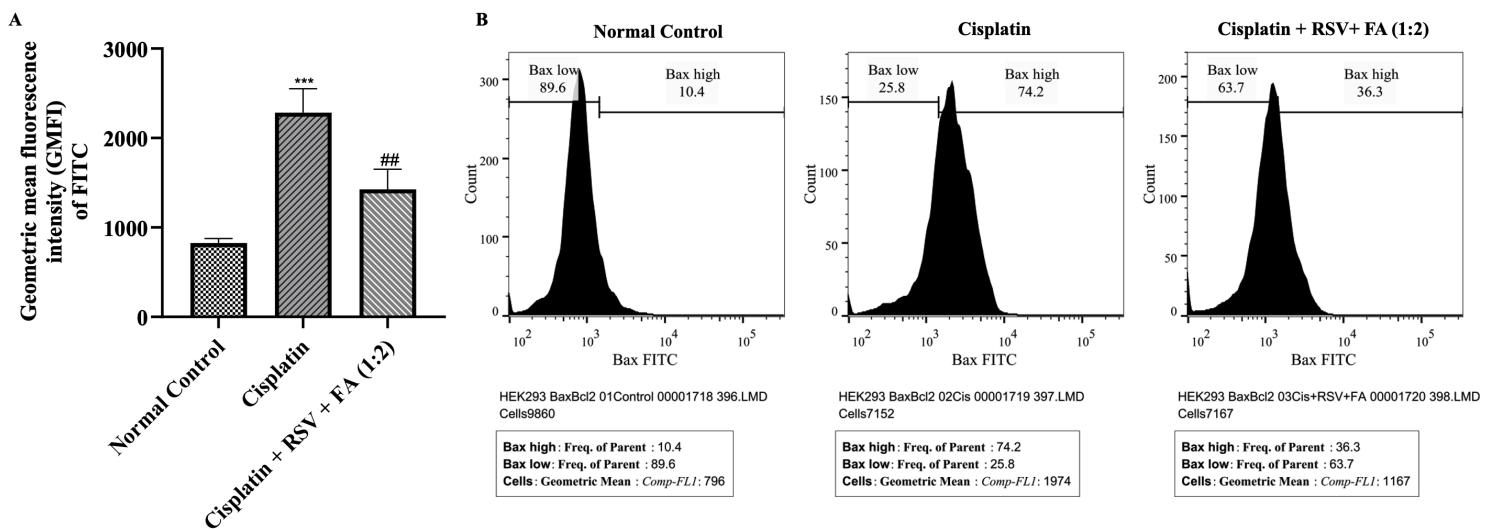 A
Geometric mean fluorescence
intensity (GMFI)
of FITC
3000
2000
1000
0
***
##
Normal Control
Cisplatin
Cisplatin + RSV + FA (1:2)
B
Normal Control
Bax low
89.6
Bax high
10.4
Count
300
200
100
0
10^2
10^3
10^4
10^5
Bax FITC
HEK293 BaxBcl2 01Control 00001718 396.LMD
Cells9860
Bax high: Freq. of Parent : 10.4
Bax low: Freq. of Parent : 89.6
Cells: Geometric Mean : Comp-FL1: 796
Cisplatin
Bax low
25.8
Bax high
74.2
Count
150
100
50
0
10^2
10^3
10^4
10^5
Bax FITC
HEK293 BaxBcl2 02Cis 00001719 397.LMD
Cells7152
Bax high: Freq. of Parent : 74.2
Bax low: Freq. of Parent : 25.8
Cells: Geometric Mean : Comp-FL1: 1974
Cisplatin + RSV+ FA (1:2)
Bax low
63.7
Bax high
36.3
Count
200
150
100
50
0
10^2
10^3
10^4
10^5
Bax FITC
HEK293 BaxBcl2 03Cis+RSV+FA 00001720 398.LMD
Cells7167
Bax high: Freq. of Parent : 36.3
Bax low: Freq. of Parent : 63.7
Cells: Geometric Mean : Comp-FL1: 1167